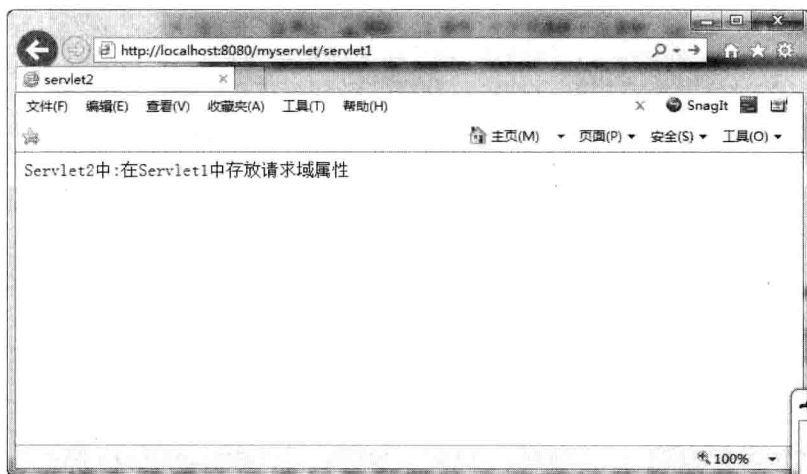 http://localhost:8080/myservlet/servlet1
servlet2
文件(F) 编辑(E) 查看(V) 收藏夹(A) 工具(T) 帮助(H)
x SnagIt
主页(M) 页面(P) 安全(S) 工具(O)
Servlet2中:在Servlet1中存放请求域属性
100%